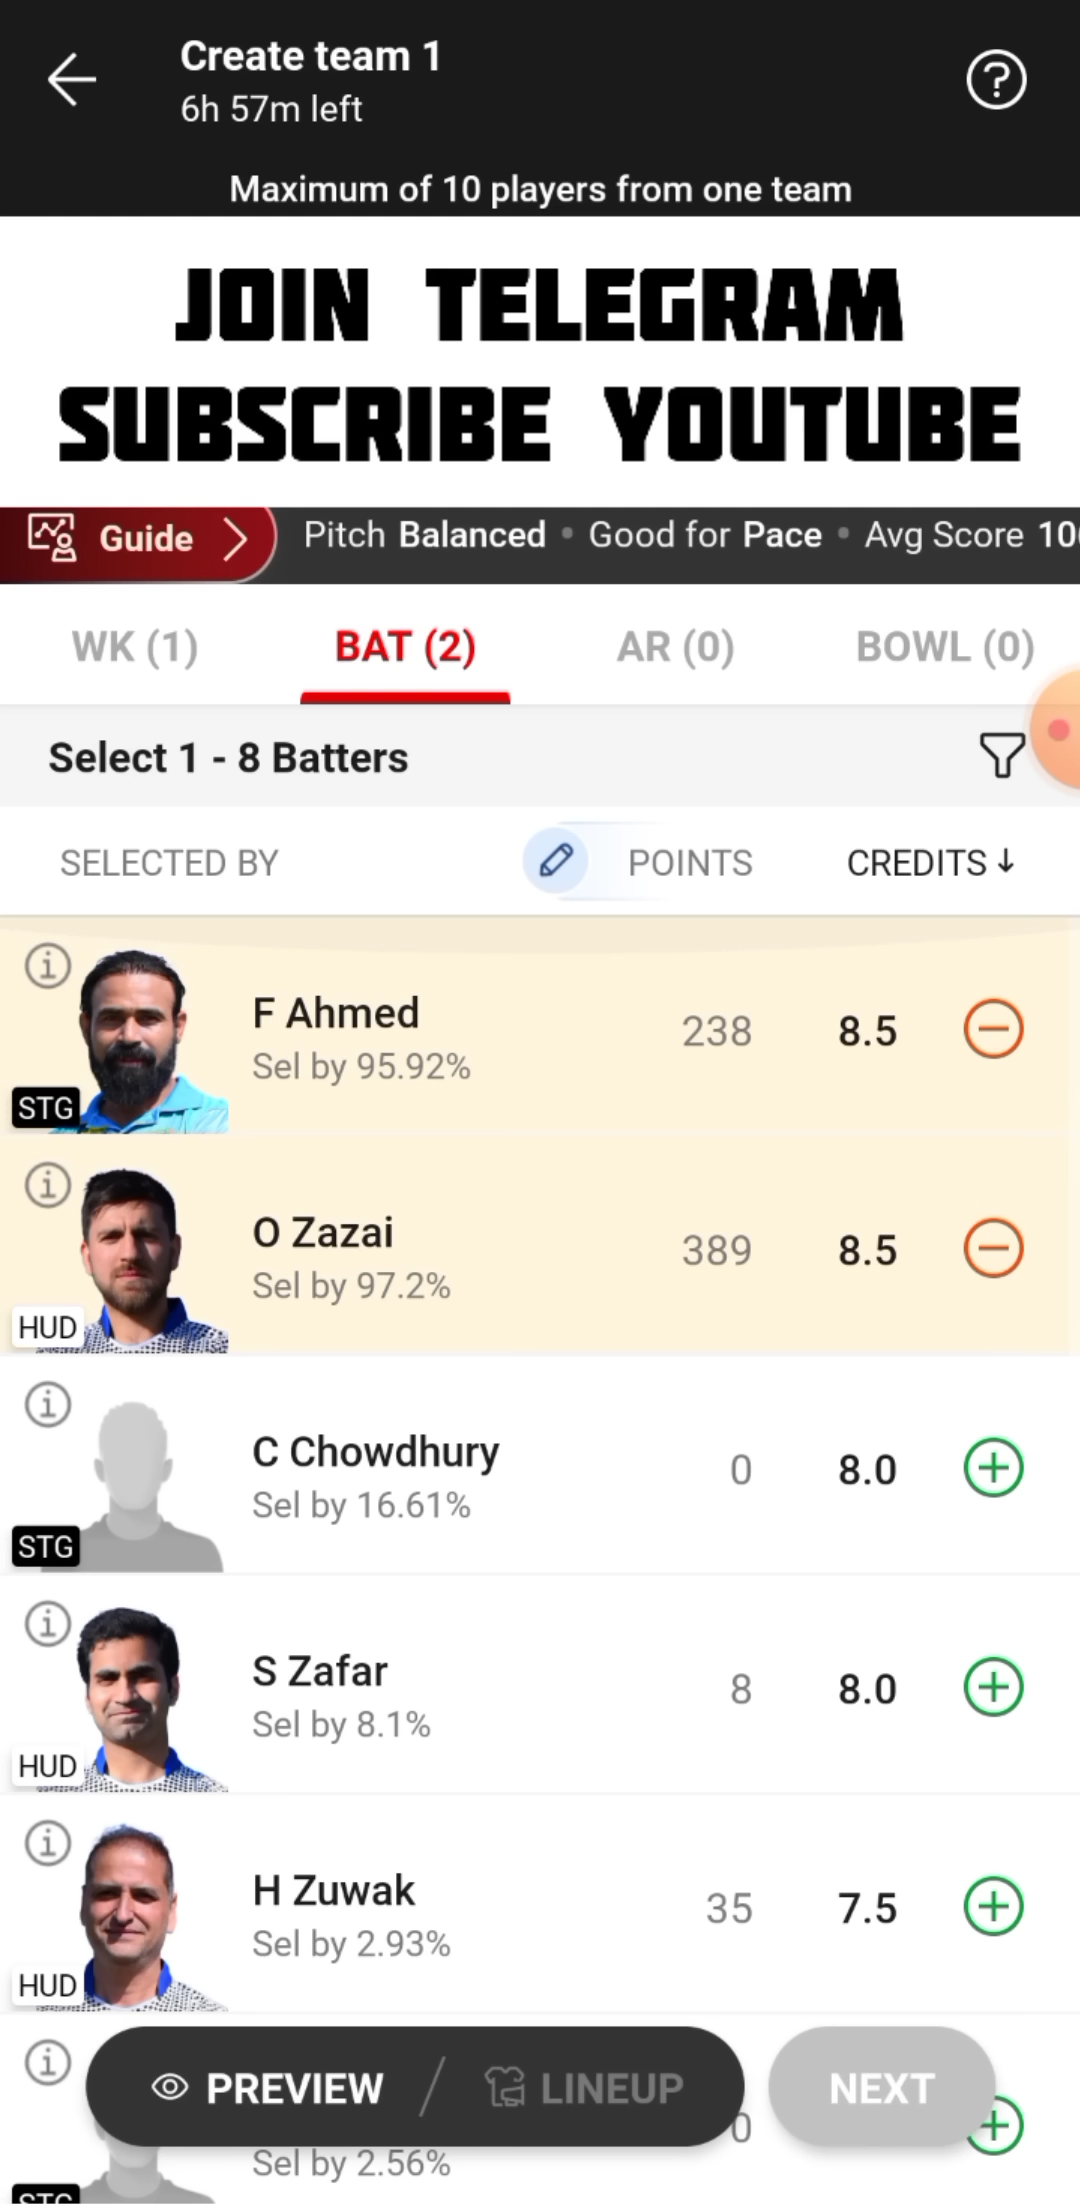 Create team 1
6h 57m left
Maximum of 10 players from one team
JOIN TELEGRAM
SUBSCRIBE YOUTUBE
Guide Pitch Balanced • Good for Pace • Avg Score
WK (1) BAT (2) AR (0) BOWL (0)
Select 1 - 8 Batters
SELECTED BY POINTS CREDITS ↓
F Ahmed 238 8.5
Sel by 95.92%
STG
O Zazai 389 8.5
Sel by 97.2%
HUD
C Chowdhury 0 8.0
Sel by 16.61%
STG
S Zafar 8 8.0
Sel by 8.1%
HUD
H Zuwak 35 7.5
Sel by 2.93%
HUD
PREVIEW / LINEUP NEXT
0
Sel by 2.56%
STG